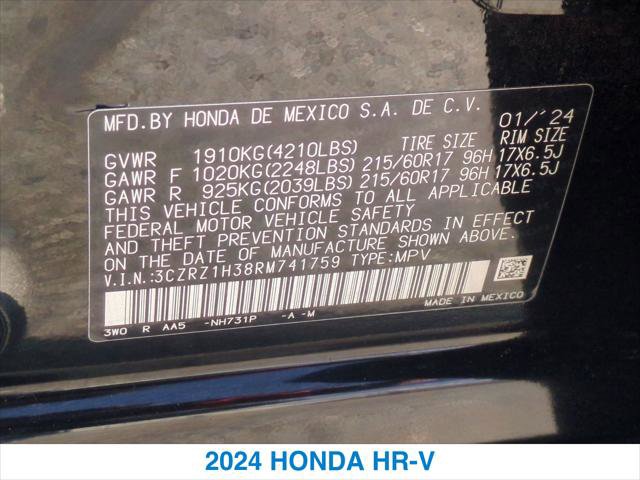 MFD.BY HONDA DE MEXICO S.A. DE C.V. 01/'24
GVWR 1910KG(4210LBS) TIRE SIZE RIM SIZE
GAWR F 1020KG(2248LBS) 215/60R17 96H 17X6.5J
GAWR R 925KG(2039LBS) 215/60R17 96H 17X6.5J
THIS VEHICLE CONFORMS TO ALL APPLICABLE
FEDERAL MOTOR VEHICLE SAFETY
AND THEFT PREVENTION STANDARDS IN EFFECT
ON THE DATE OF MANUFACTURE SHOWN ABOVE.
V.I.N.:3CZRZ1H38RM741759 TYPE:MPV
3WO R AA5 -NH731P -A -M MADE IN MEXICO
2024 HONDA HR-V